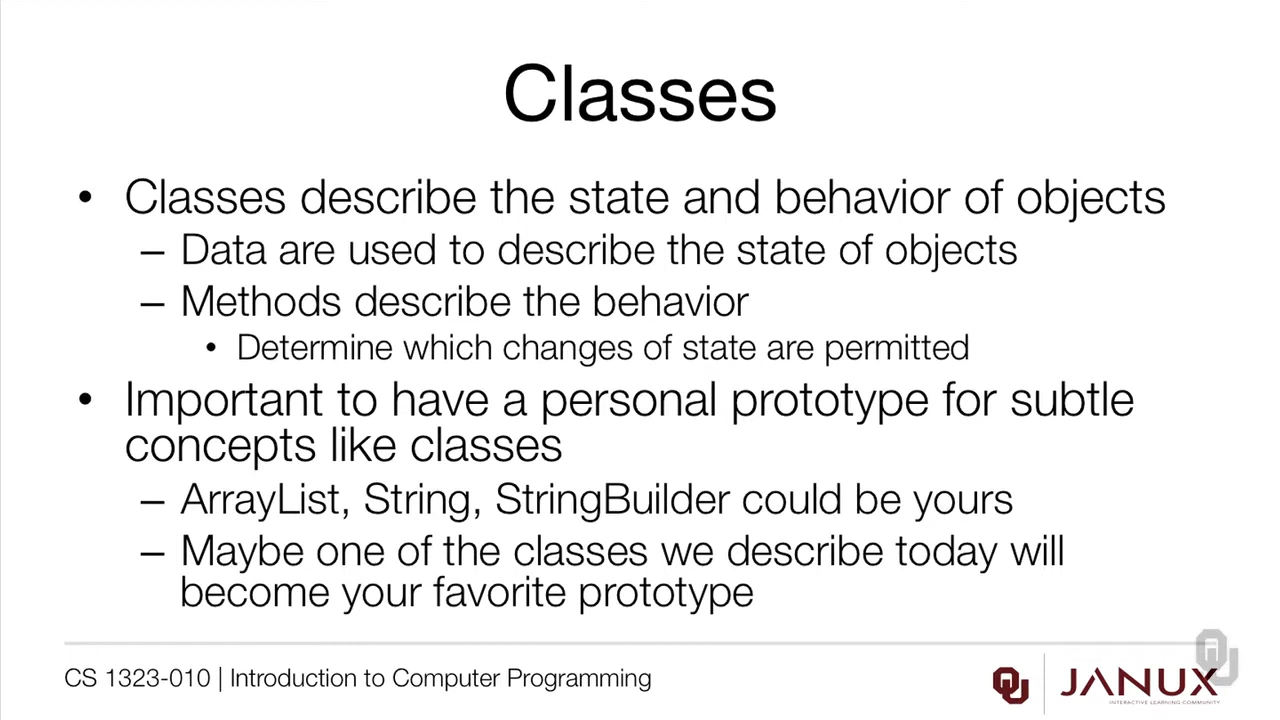 Classes
• Classes describe the state and behavior of objects
– Data are used to describe the state of objects
– Methods describe the behavior
• Determine which changes of state are permitted
• Important to have a personal prototype for subtle
concepts like classes
– ArrayList, String, StringBuilder could be yours
– Maybe one of the classes we describe today will
become your favorite prototype
CS 1323-010 | Introduction to Computer Programming
OU
JANUX
INTERACTIVE LEARNING COMMUNITY
OU